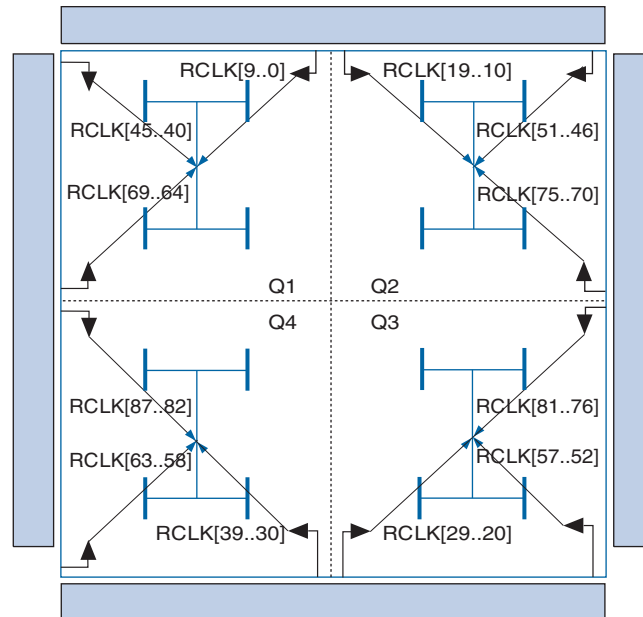 RCLK[9..0]
RCLK[19..10]
RCLK[45..40]
RCLK[51..46]
RCLK[69..64]
RCLK[75..70]
Q1
Q2
Q4
Q3
RCLK[87..82]
RCLK[81..76]
RCLK[63..58]
RCLK[57..52]
RCLK[39..30]
RCLK[29..20]